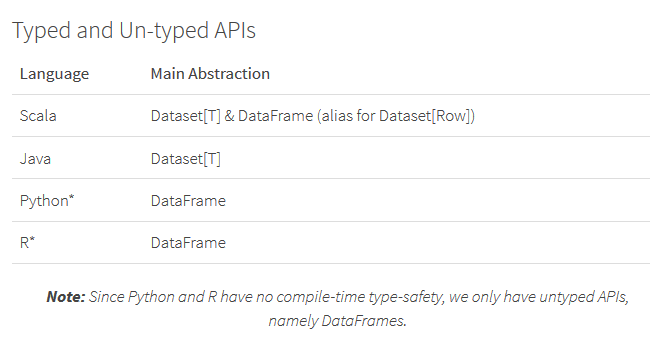 Typed and Un-typed APIs
Language Main Abstraction
Scala Dataset[T] & DataFrame (alias for Dataset[Row])
Java Dataset[T]
Python* DataFrame
R* DataFrame
Note: Since Python and R have no compile-time type-safety, we only have untyped APIs,
namely DataFrames.